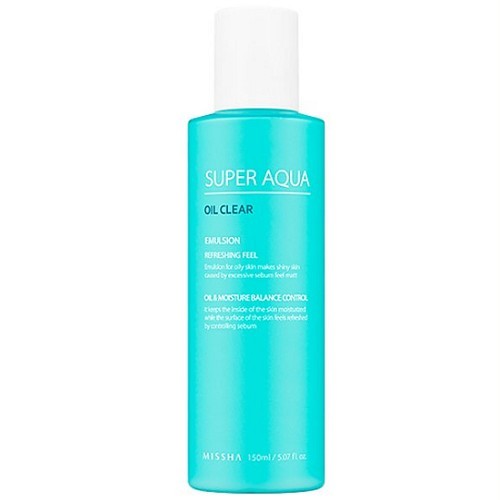 SUPER AQUA
OIL CLEAR
EMULSION
REFRESHING FEEL
Emulsion for oily skin makes shiny skin
caused by excessive sebum feel matt
OIL & MOISTURE BALANCE CONTROL
It keeps the inside of the skin moisturized
while the surface of the skin feels refreshed
by controlling sebum
MISSHA 150ml / 5.07 fl. oz